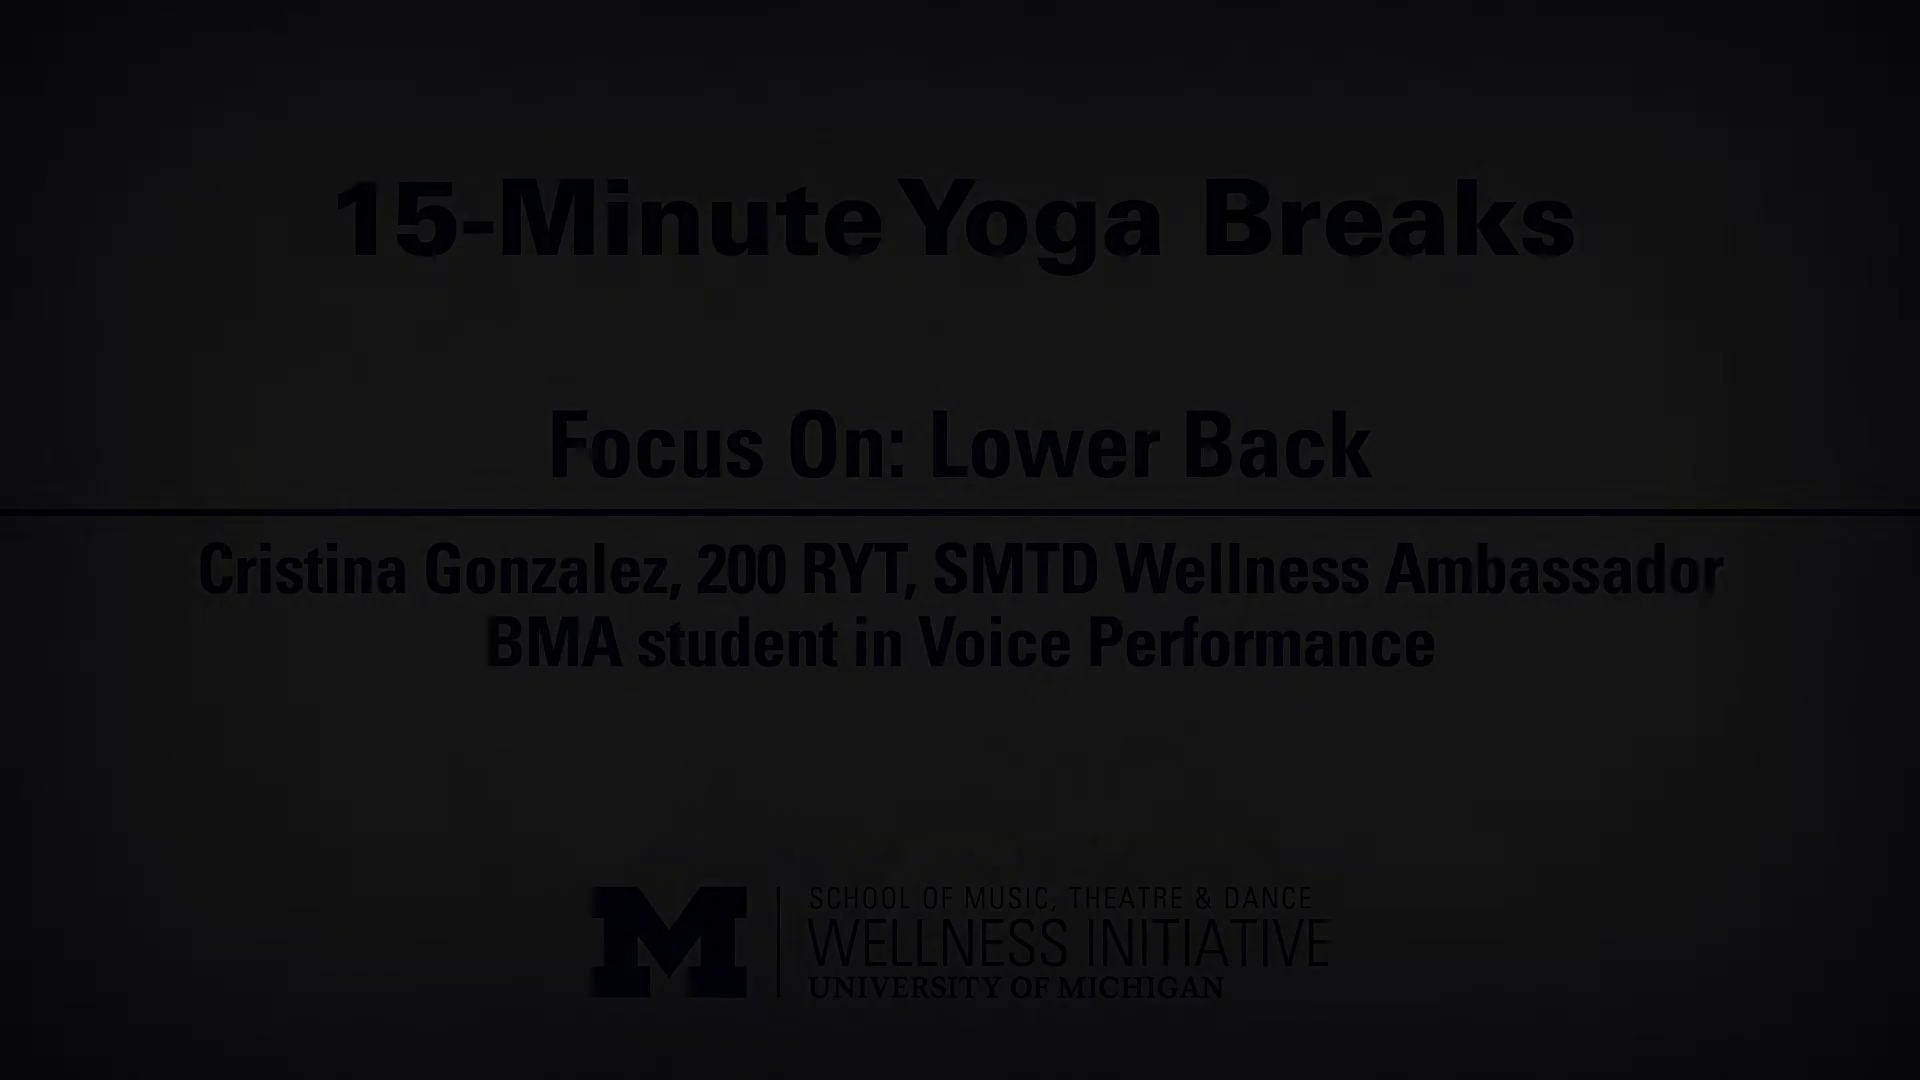 15-Minute Yoga Breaks
Focus On: Lower Back
Cristina Gonzalez, 200 RYT, SMTD Wellness Ambassador
BMA student in Voice Performance
M
SCHOOL OF MUSIC, THEATRE & DANCE
WELLNESS INITIATIVE
UNIVERSITY OF MICHIGAN